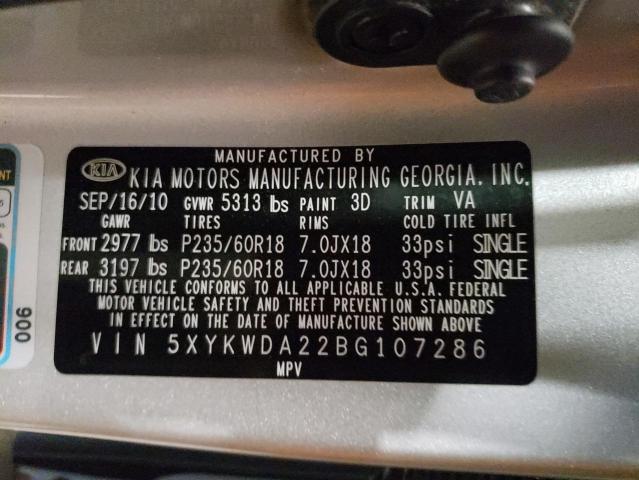 MANUFACTURED BY
KIA KIA MOTORS MANUFACTURING GEORGIA, INC.
SEP/16/10 GVWR 5313 lbs PAINT 3D TRIM VA
GAWR TIRES RIMS COLD TIRE INFL
FRONT 2977 lbs P235/60R18 7.0JX18 33psi SINGLE
REAR 3197 lbs P235/60R18 7.0JX18 33psi SINGLE
THIS VEHICLE CONFORMS TO ALL APPLICABLE U.S.A. FEDERAL
MOTOR VEHICLE SAFETY AND THEFT PREVENTION STANDARDS
IN EFFECT ON THE DATE OF MANUFACTURE SHOWN ABOVE
VIN 5XYKWDA22BG107286
MPV
006